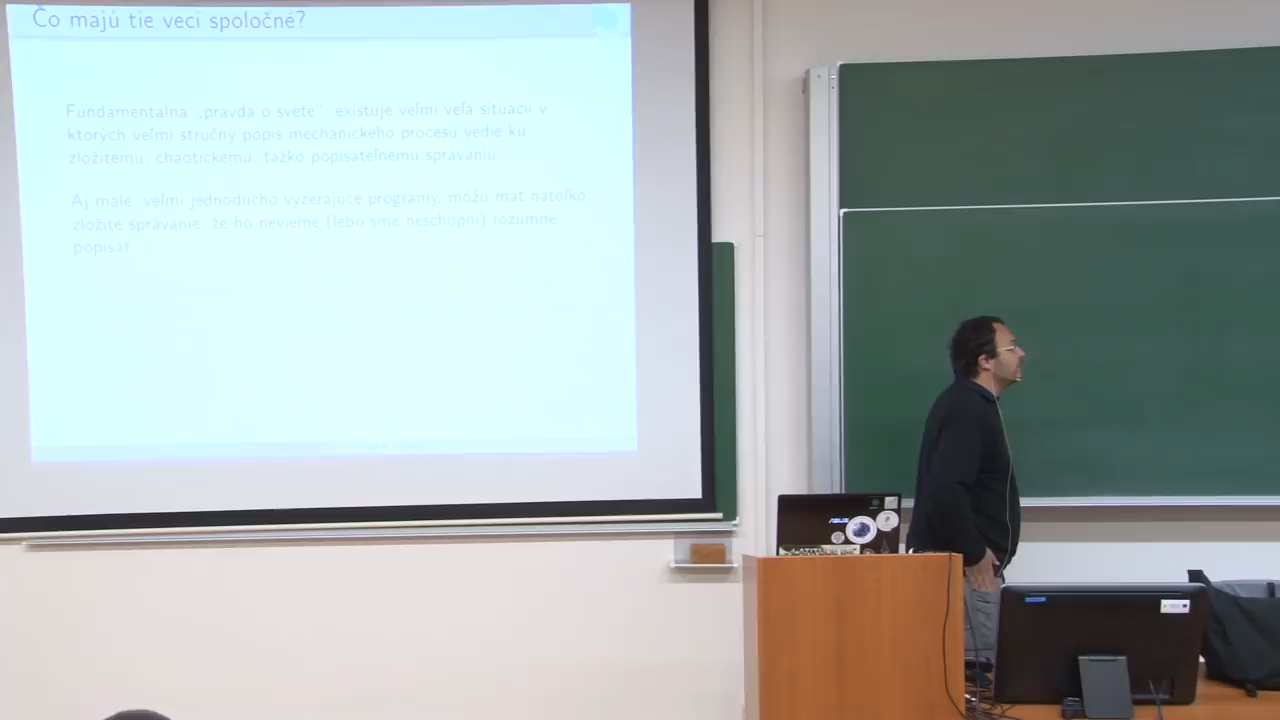 Čo majú tie veci spoločné?
Fundamentálna „pravda o svete“: existuje veľmi veľa situácií v
ktorých veľmi stručný popis mechanického procesu vedie ku
zložitému, chaotickému, ťažko popísateľnému správaniu.
Aj malé, veľmi jednoducho vyzerajúce programy, môžu mať natoľko
zložité správanie, že ho nevieme (lebo sme neschopní) rozumne
popísať.